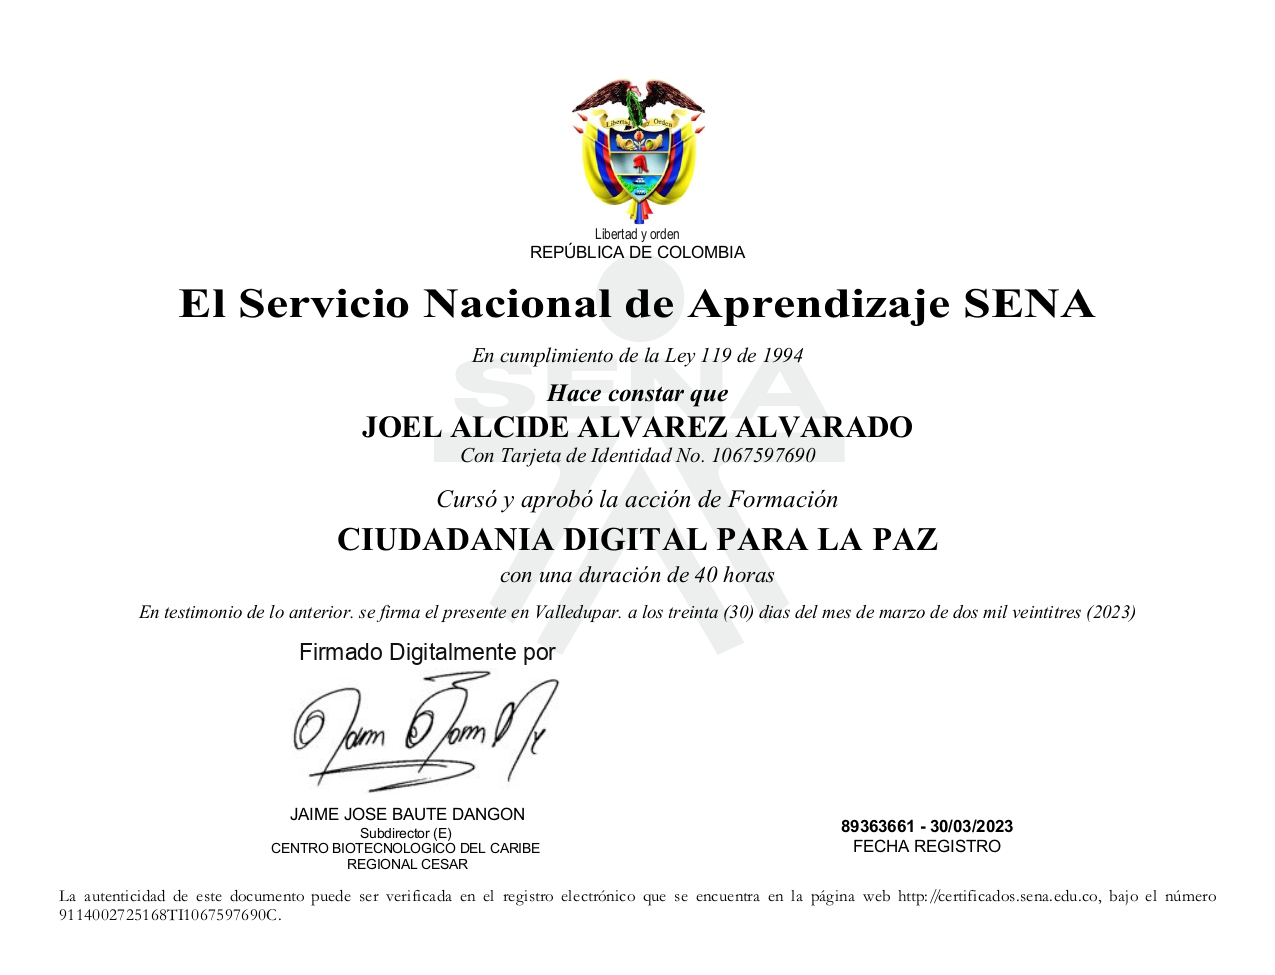 Libertad y Orden
Libertad y orden
REPÚBLICA DE COLOMBIA
El Servicio Nacional de Aprendizaje SENA
En cumplimiento de la Ley 119 de 1994
SENA
Hace constar que
JOEL ALCIDE ALVAREZ ALVARADO
Con Tarjeta de Identidad No. 1067597690
Cursó y aprobó la acción de Formación
CIUDADANIA DIGITAL PARA LA PAZ
con una duración de 40 horas
En testimonio de lo anterior. se firma el presente en Valledupar. a los treinta (30) dias del mes de marzo de dos mil veintitres (2023)
Firmado Digitalmente por
JAIME JOSE BAUTE DANGON
Subdirector (E)
CENTRO BIOTECNOLOGICO DEL CARIBE
REGIONAL CESAR
89363661 - 30/03/2023
FECHA REGISTRO
La autenticidad de este documento puede ser verificada en el registro electrónico que se encuentra en la página web http://certificados.sena.edu.co, bajo el número
9114002725168TI1067597690C.